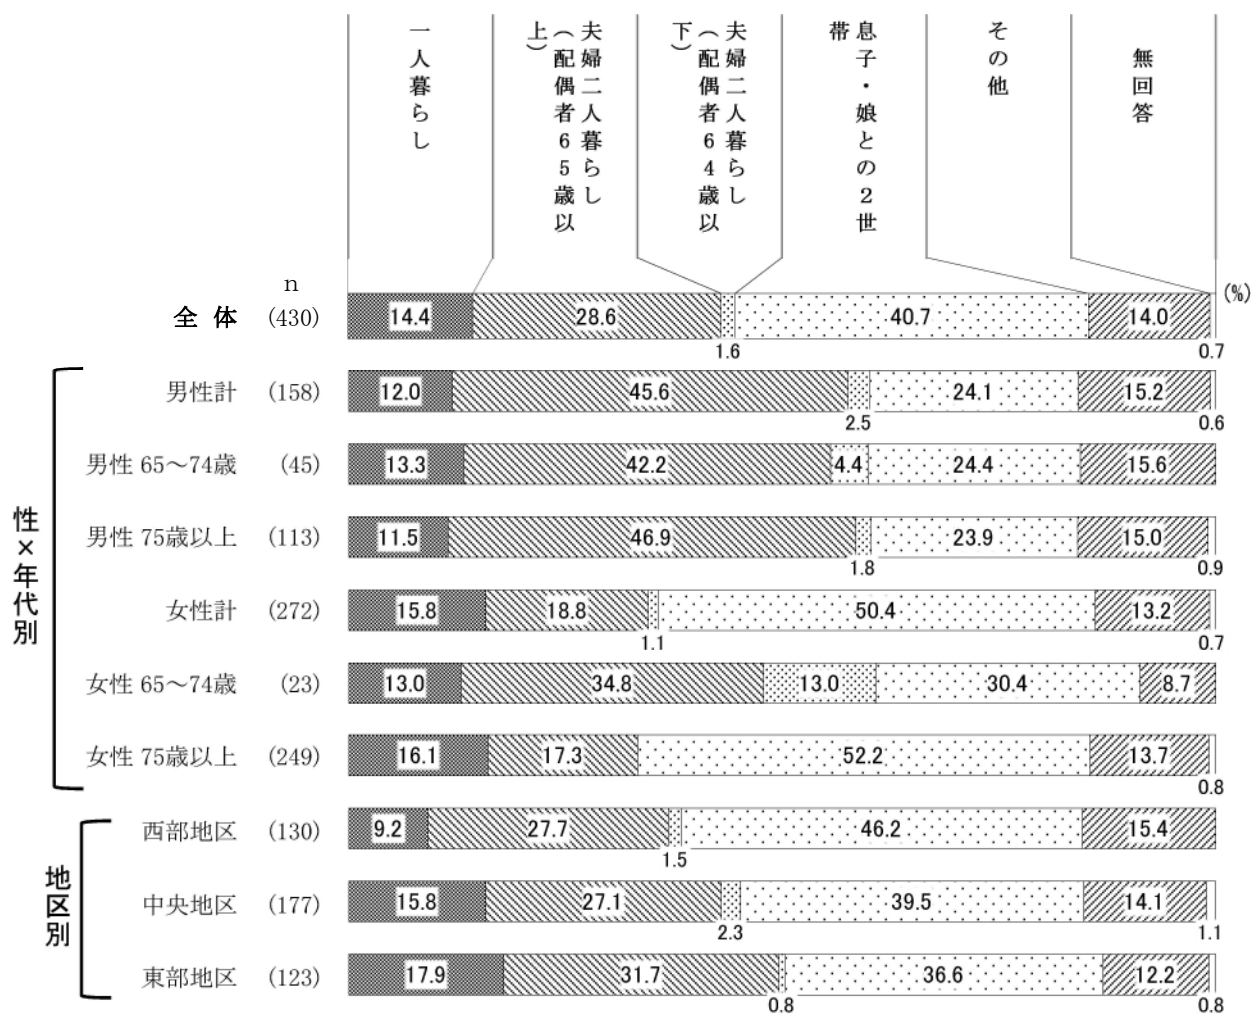 一人暮らし
夫婦二人暮らし
（配偶者６５歳以
上）
夫婦二人暮らし
（配偶者６４歳以
下）
息子・娘との２世
帯
その他
無回答
(%)
n
全 体 (430) 14.4 28.6 1.6 40.7 14.0 0.7
性×年代別
男性計 (158) 12.0 45.6 2.5 24.1 15.2 0.6
男性 65～74歳 (45) 13.3 42.2 4.4 24.4 15.6
男性 75歳以上 (113) 11.5 46.9 1.8 23.9 15.0 0.9
女性計 (272) 15.8 18.8 1.1 50.4 13.2 0.7
女性 65～74歳 (23) 13.0 34.8 13.0 30.4 8.7
女性 75歳以上 (249) 16.1 17.3 52.2 13.7 0.8
地区別
西部地区 (130) 9.2 27.7 1.5 46.2 15.4
中央地区 (177) 15.8 27.1 2.3 39.5 14.1 1.1
東部地区 (123) 17.9 31.7 0.8 36.6 12.2 0.8